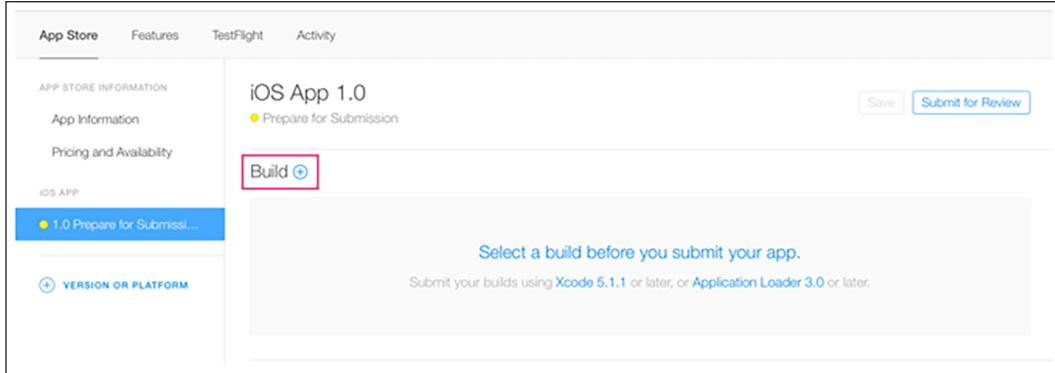 App Store Features TestFlight Activity
APP STORE INFORMATION
App Information
Pricing and Availability
iOS APP
1.0 Prepare for Submissi...
VERSION OR PLATFORM
iOS App 1.0
Prepare for Submission
Save Submit for Review
Build
Select a build before you submit your app.
Submit your builds using Xcode 5.1.1 or later, or Application Loader 3.0 or later.